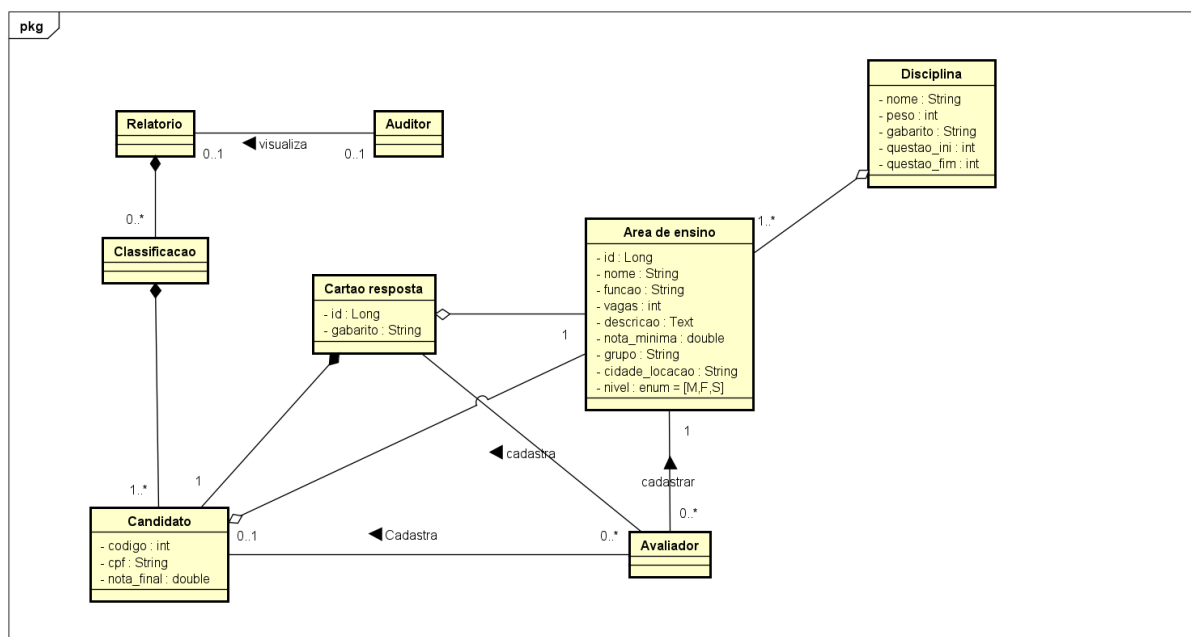 pkg
Disciplina
- nome : String
- peso : int
- gabarito : String
- questao_ini : int
- questao_fim : int
Relatorio
Auditor
0..1
visualiza
0..1
0..*
Classificacao
1..*
Area de ensino
- id : Long
- nome : String
- funcao : String
- vagas : int
- descricao : Text
- nota_minima : double
- grupo : String
- cidade_locacao : String
- nivel : enum = [M,F,S]
Cartao resposta
- id : Long
- gabarito : String
1
1
cadastra
cadastrar
1..*
1
0..*
Candidato
- codigo : int
- cpf : String
- nota_final : double
0..1
Cadastra
0..*
Avaliador